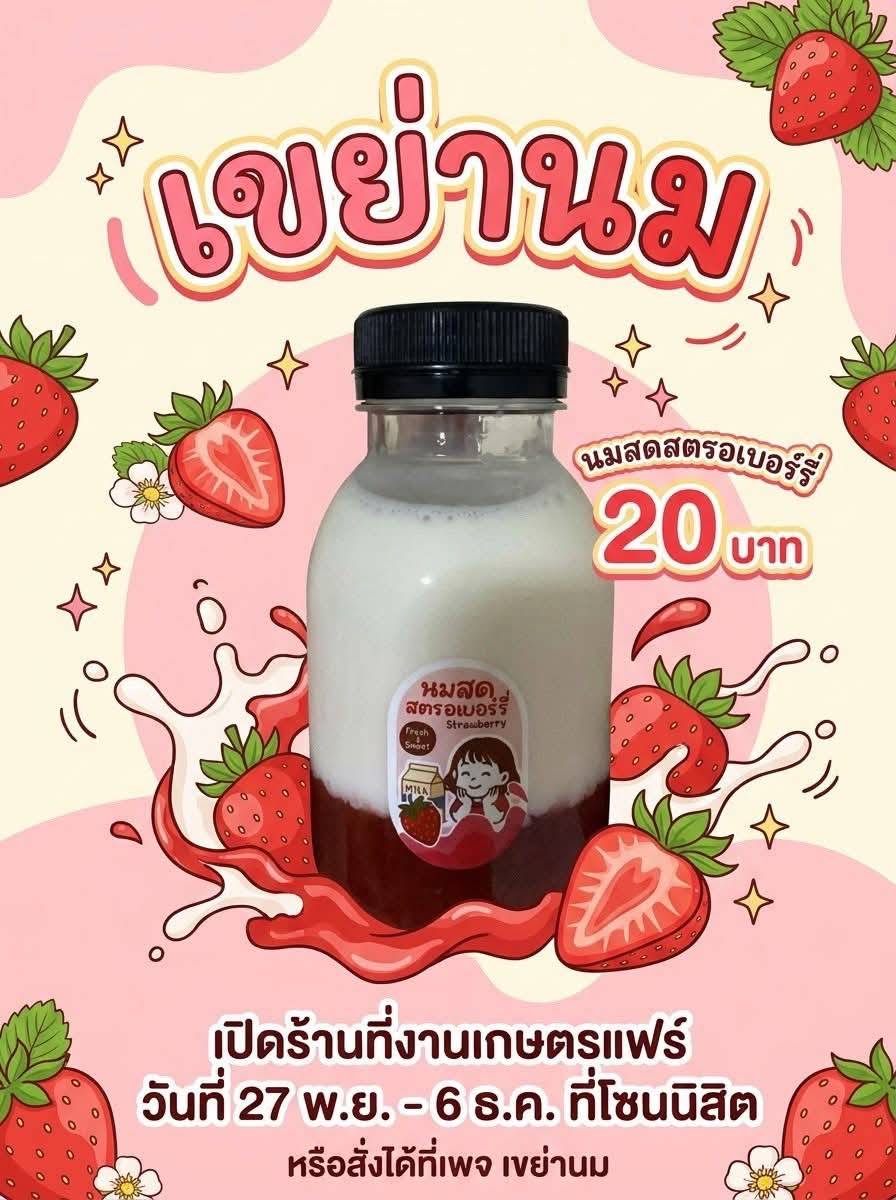 เขย่านม
นมสดสตรอเบอร์รี่
20 บาท
นมสด
สตรอเบอร์รี่
Strawberry
Fresh
&
Sweet
MILK
เปิดร้านที่งานเกษตรแฟร์
วันที่ 27 พ.ย. - 6 ธ.ค. ที่โซนนิสิต
หรือสั่งได้ที่เพจ เขย่านม